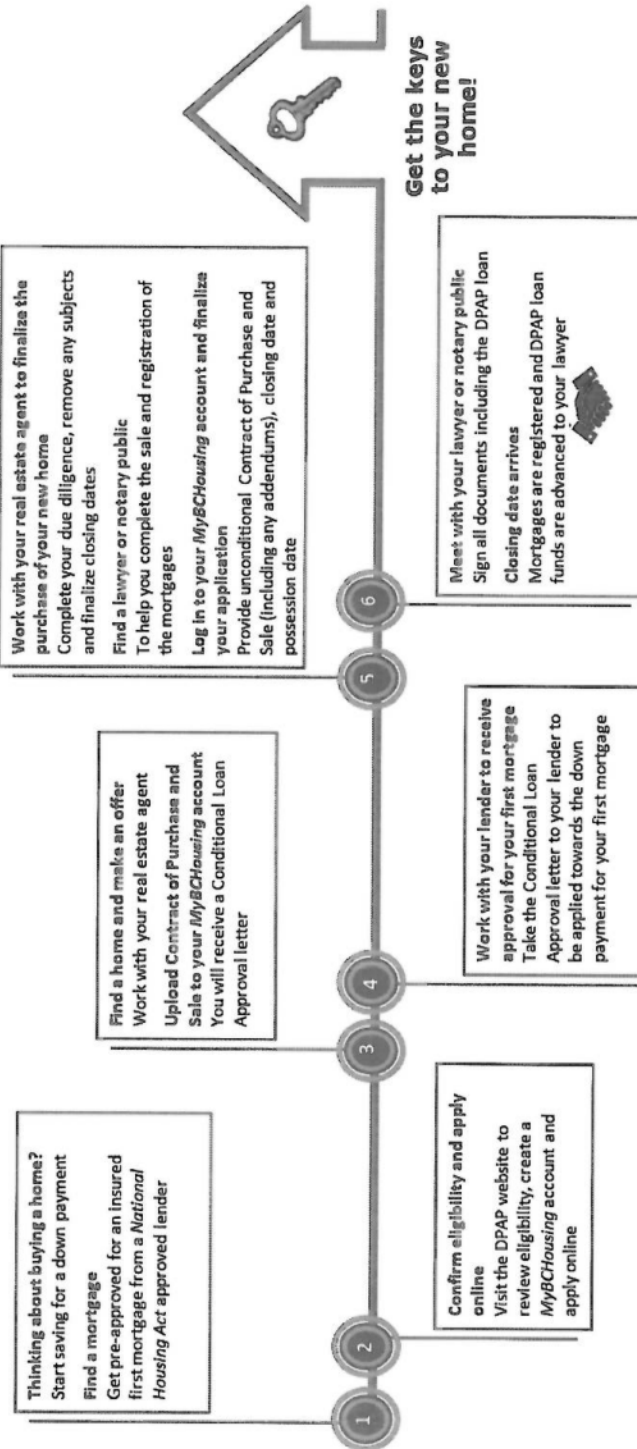 Thinking about buying a home?
Start saving for a down payment
Find a mortgage
Get pre-approved for an insured
first mortgage from a National
Housing Act approved lender
1
2
Confirm eligibility and apply
online
Visit the DPAP website to
review eligibility, create a
MyBCHousing account and
apply online
Find a home and make an offer
Work with your real estate agent
Upload Contract of Purchase and
Sale to your MyBCHousing account
You will receive a Conditional Loan
Approval letter
3
4
Work with your lender to receive
approval for your first mortgage
Take the Conditional Loan
Approval letter to your lender to
be applied towards the down
payment for your first mortgage
Work with your real estate agent to finalize the
purchase of your new home
Complete your due diligence, remove any subjects
and finalize closing dates
Find a lawyer or notary public
To help you complete the sale and registration of
the mortgages
Log in to your MyBCHousing account and finalize
your application
Provide unconditional Contract of Purchase and
Sale (including any addendums), closing date and
possession date
5
6
Meet with your lawyer or notary public
Sign all documents including the DPAP loan
Closing date arrives
Mortgages are registered and DPAP loan
funds are advanced to your lawyer
Get the keys
to your new
home!